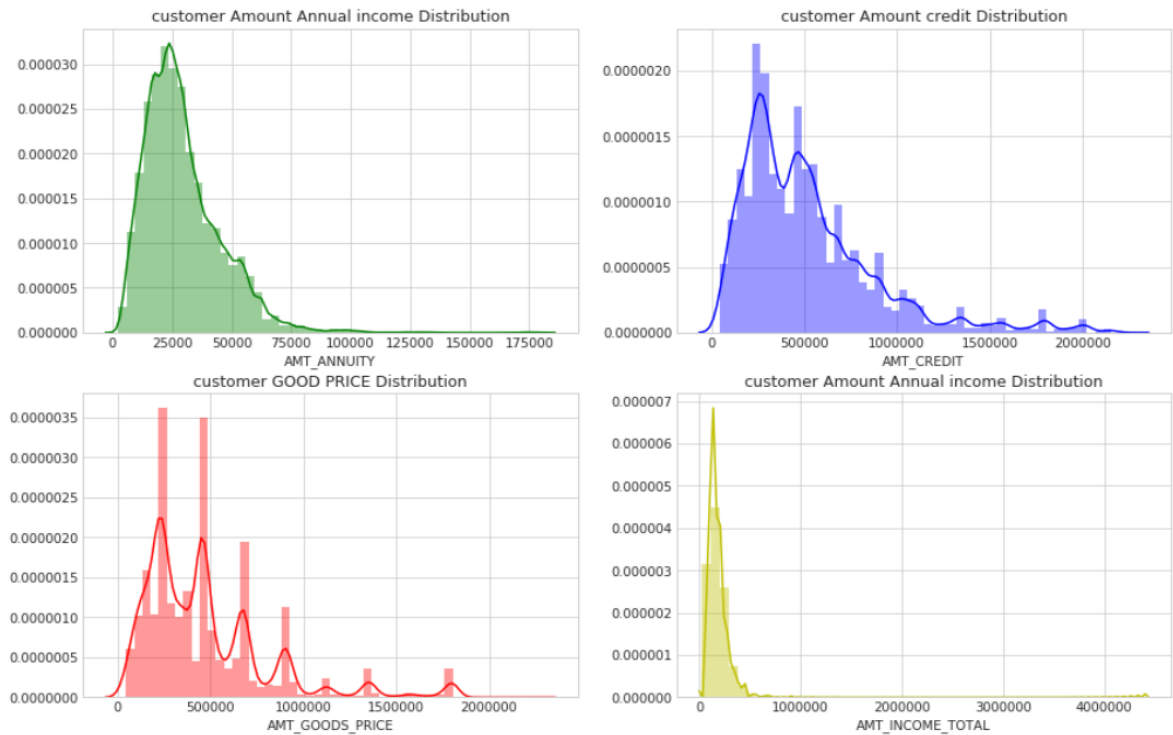 customer Amount Annual income Distribution
0.000030
0.000025
0.000020
0.000015
0.000010
0.000005
0.000000
0 25000 50000 75000 100000 125000 150000 175000
AMT_ANNUITY
customer Amount credit Distribution
0.0000020
0.0000015
0.0000010
0.0000005
0.0000000
0 500000 1000000 1500000 2000000
AMT_CREDIT
customer GOOD PRICE Distribution
0.0000035
0.0000030
0.0000025
0.0000020
0.0000015
0.0000010
0.0000005
0.0000000
0 500000 1000000 1500000 2000000
AMT_GOODS_PRICE
customer Amount Annual income Distribution
0.000007
0.000006
0.000005
0.000004
0.000003
0.000002
0.000001
0.000000
0 1000000 2000000 3000000 4000000
AMT_INCOME_TOTAL